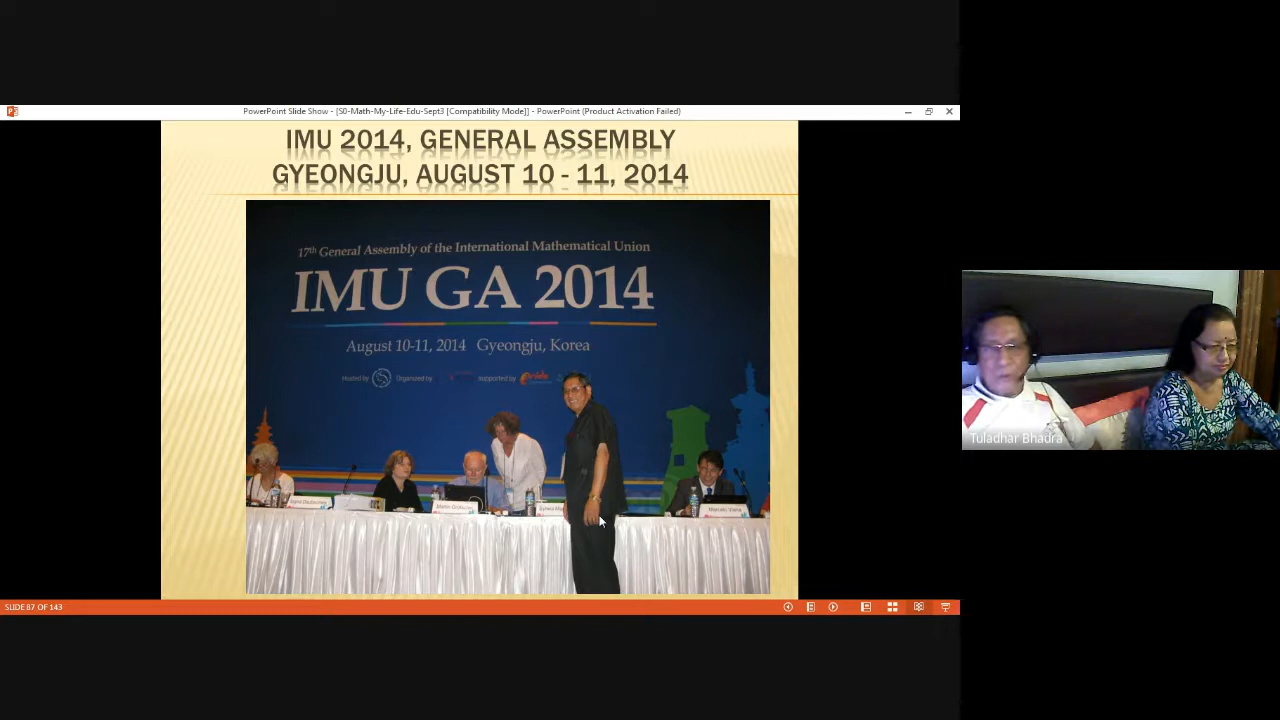 PowerPoint Slide Show - [S0-Math-My-Life-Edu-Sept3 [Compatibility Mode]] - PowerPoint (Product Activation Failed)
IMU 2014, GENERAL ASSEMBLY
GYEONGJU, AUGUST 10 - 11, 2014
17th General Assembly of the International Mathematical Union
IMU GA 2014
August 10-11, 2014 Gyeongju, Korea
Hosted by Organized by supported by
Tuladhar Bhadra
SLIDE 87 OF 143